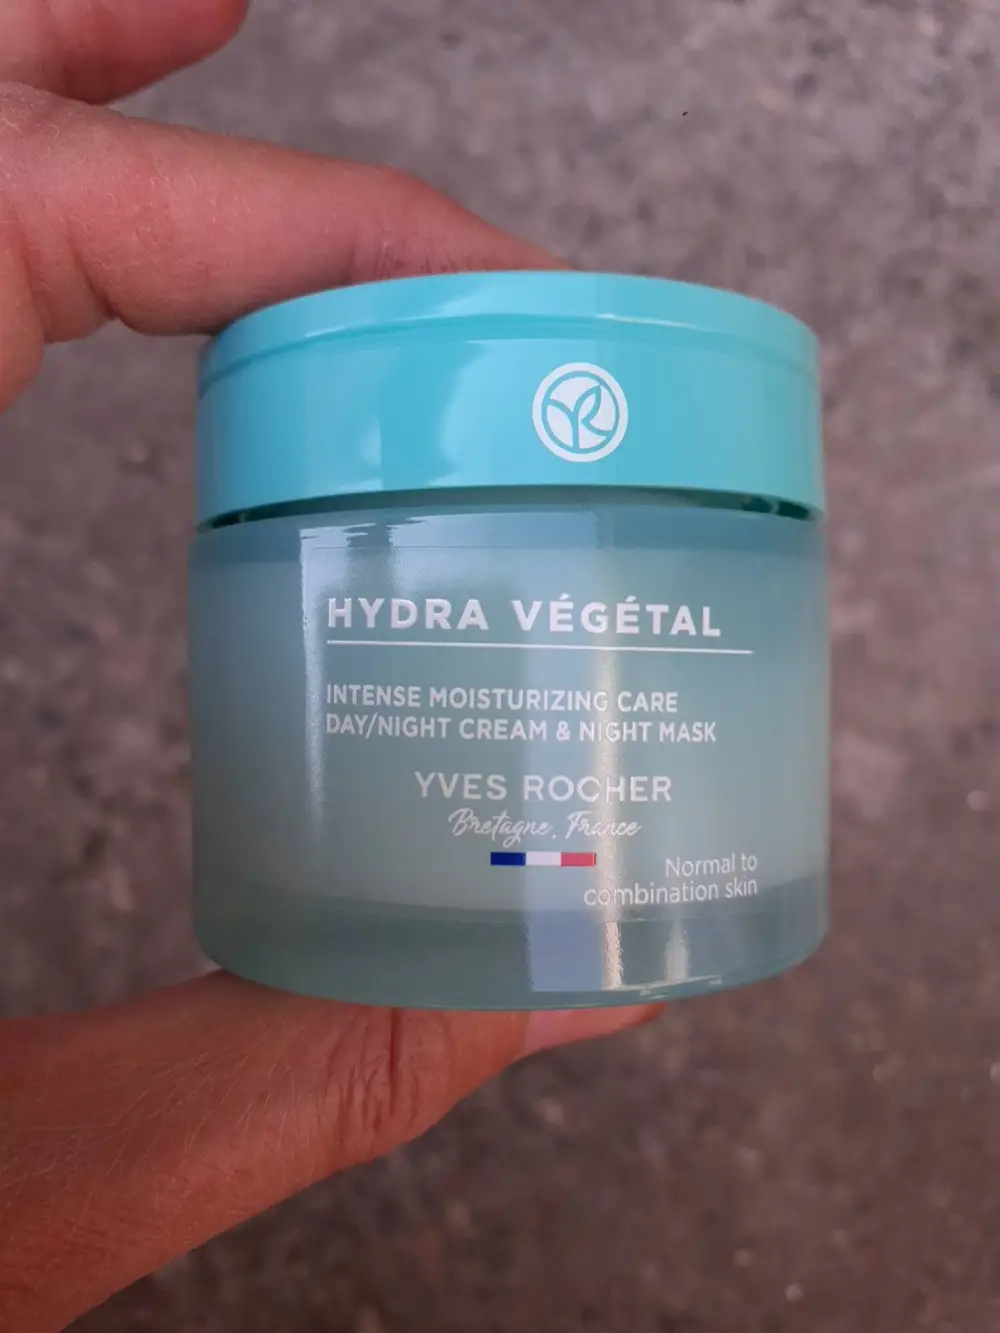 HYDRA VÉGÉTAL
INTENSE MOISTURIZING CARE
DAY/NIGHT CREAM & NIGHT MASK
YVES ROCHER
Bretagne, France
Normal to
combination skin